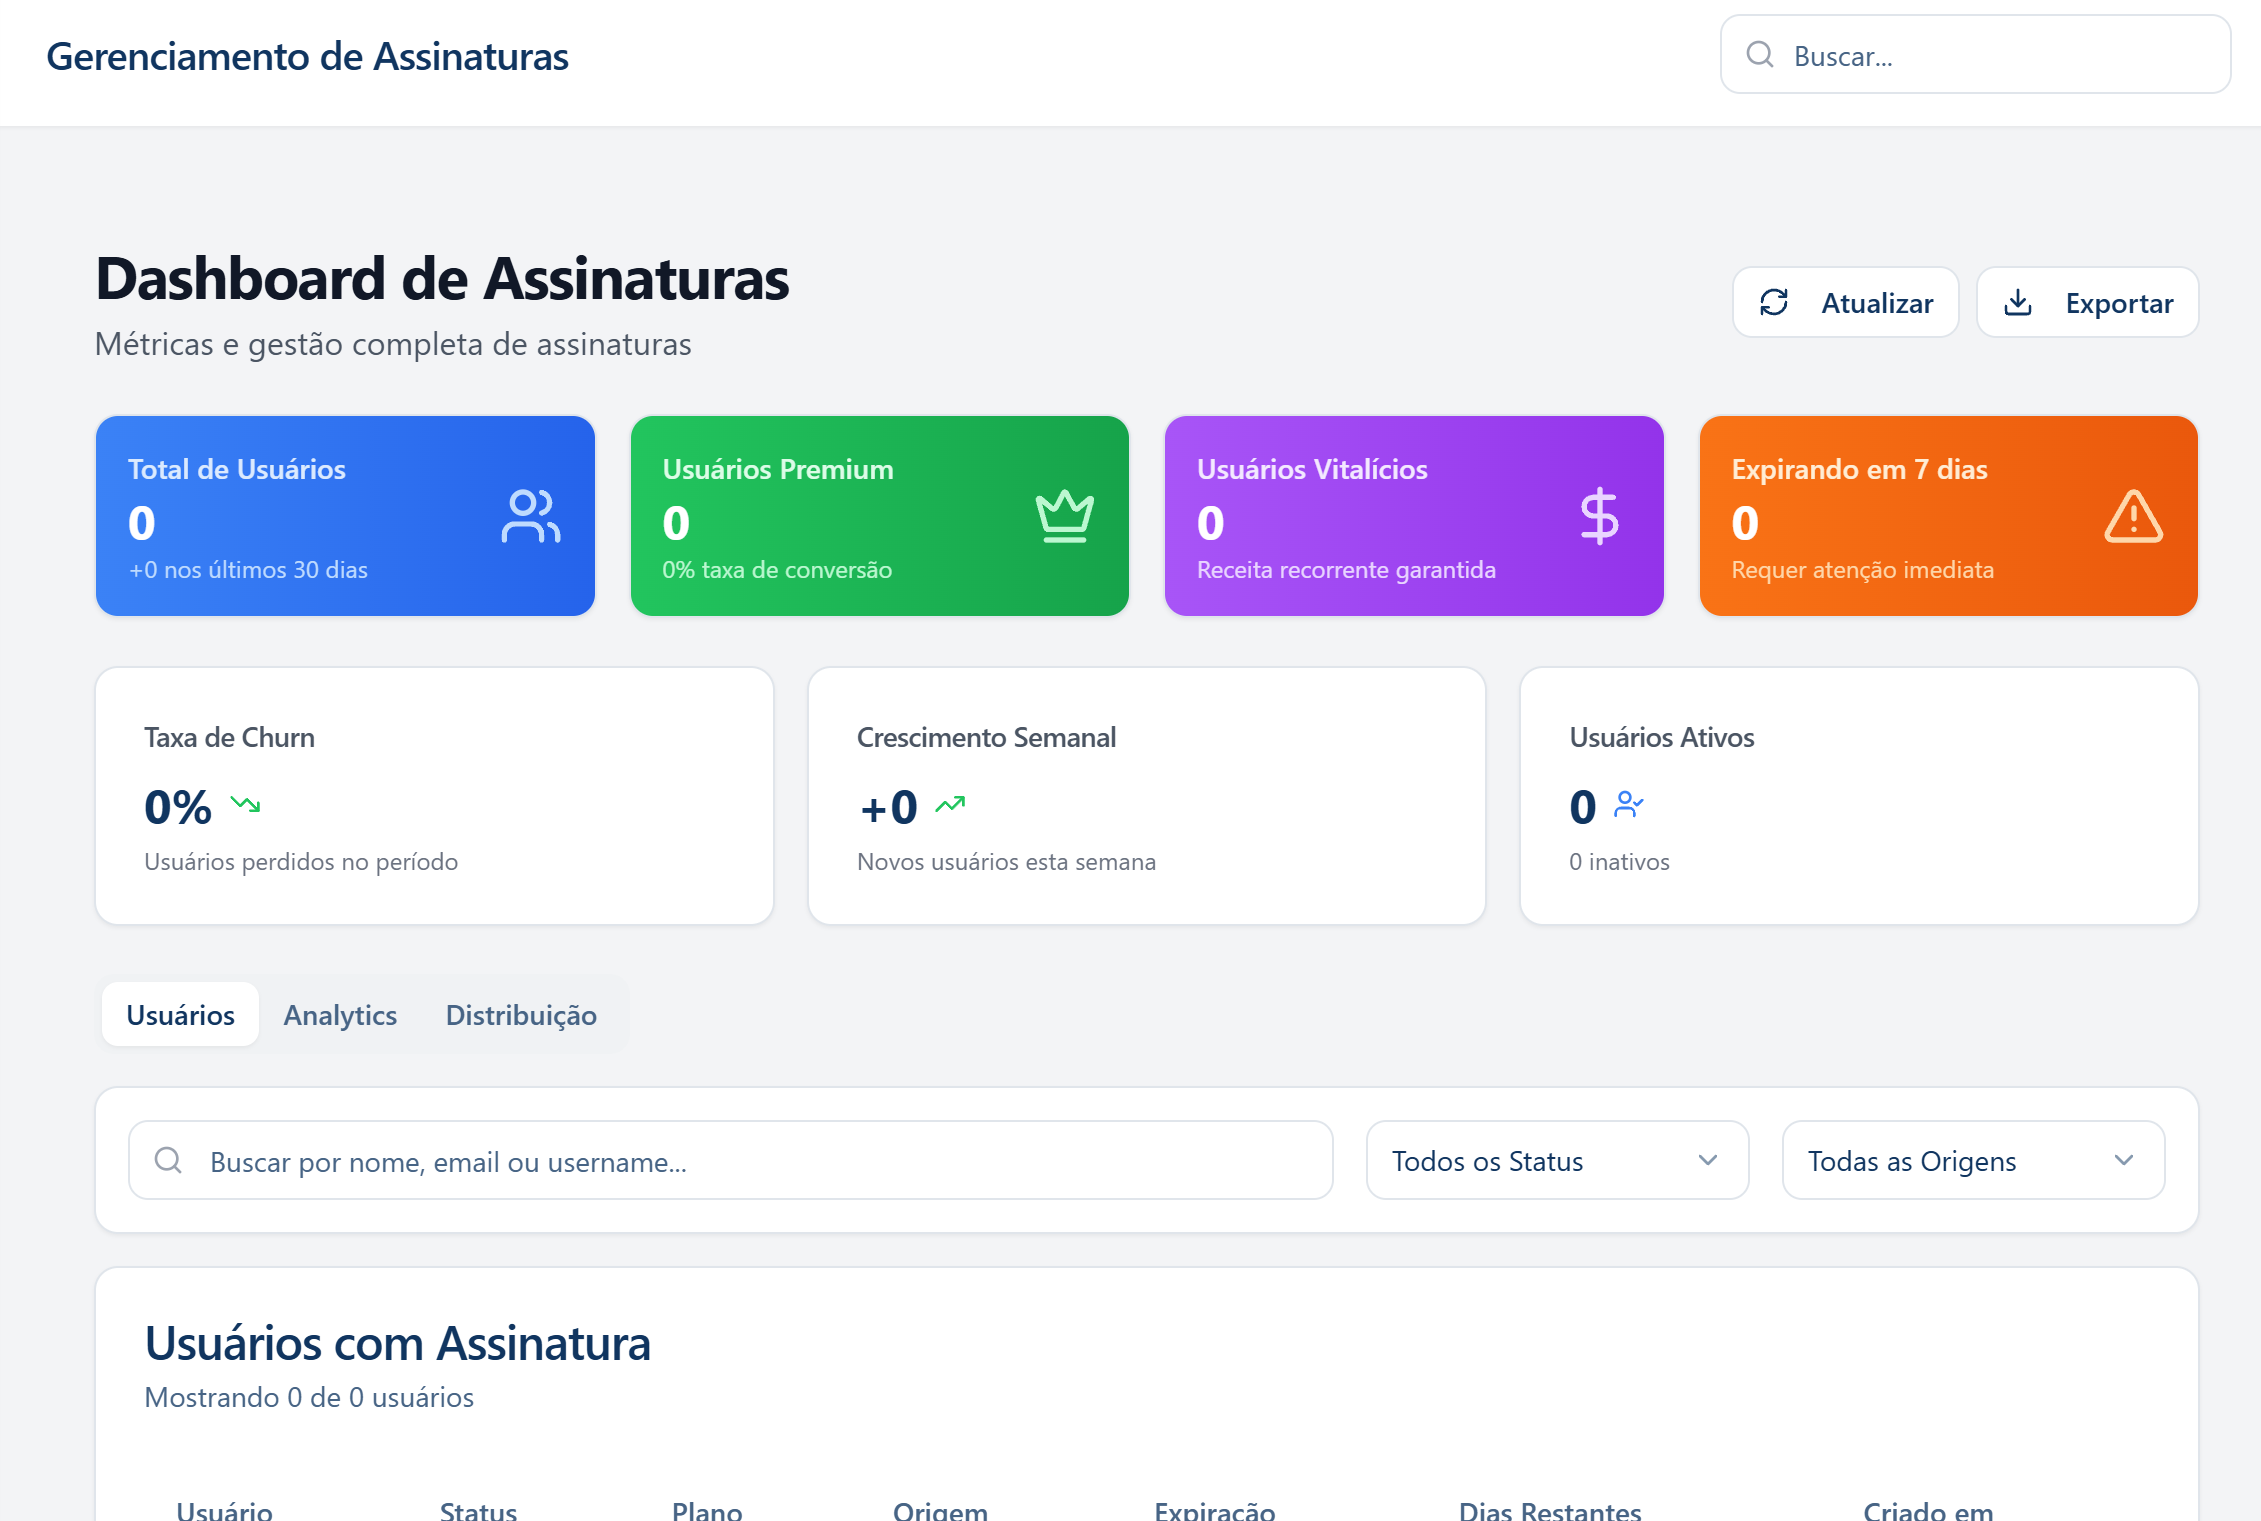 Gerenciamento de Assinaturas
Buscar...
Dashboard de Assinaturas
Métricas e gestão completa de assinaturas
Atualizar
Exportar
Total de Usuários
0
+0 nos últimos 30 dias
Usuários Premium
0
0% taxa de conversão
Usuários Vitalícios
0
Receita recorrente garantida
Expirando em 7 dias
0
Requer atenção imediata
Taxa de Churn
0%
Usuários perdidos no período
Crescimento Semanal
+0
Novos usuários esta semana
Usuários Ativos
0
0 inativos
Usuários
Analytics
Distribuição
Buscar por nome, email ou username...
Todos os Status
Todas as Origens
Usuários com Assinatura
Mostrando 0 de 0 usuários
Usuário
Status
Plano
Origem
Expiração
Dias Restantes
Criado em